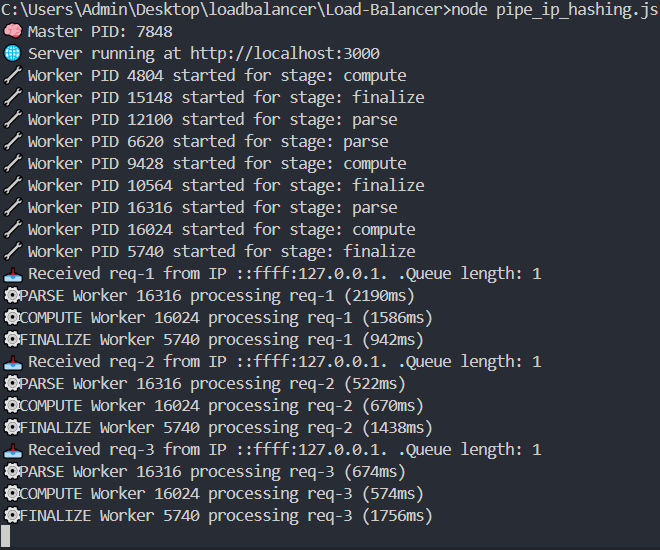 C:\Users\Admin\Desktop\loadbalancer\Load-Balancer>node pipe_ip_hashing.js
🧠 Master PID: 7848
🌐 Server running at http://localhost:3000
🔧 Worker PID 4804 started for stage: compute
🔧 Worker PID 15148 started for stage: finalize
🔧 Worker PID 12100 started for stage: parse
🔧 Worker PID 6620 started for stage: parse
🔧 Worker PID 9428 started for stage: compute
🔧 Worker PID 10564 started for stage: finalize
🔧 Worker PID 16316 started for stage: parse
🔧 Worker PID 16024 started for stage: compute
🔧 Worker PID 5740 started for stage: finalize
📥 Received req-1 from IP ::ffff:127.0.0.1. .Queue length: 1
⚙️PARSE Worker 16316 processing req-1 (2190ms)
⚙️COMPUTE Worker 16024 processing req-1 (1586ms)
⚙️FINALIZE Worker 5740 processing req-1 (942ms)
📥 Received req-2 from IP ::ffff:127.0.0.1. .Queue length: 1
⚙️PARSE Worker 16316 processing req-2 (522ms)
⚙️COMPUTE Worker 16024 processing req-2 (670ms)
⚙️FINALIZE Worker 5740 processing req-2 (1438ms)
📥 Received req-3 from IP ::ffff:127.0.0.1. .Queue length: 1
⚙️PARSE Worker 16316 processing req-3 (674ms)
⚙️COMPUTE Worker 16024 processing req-3 (574ms)
⚙️FINALIZE Worker 5740 processing req-3 (1756ms)